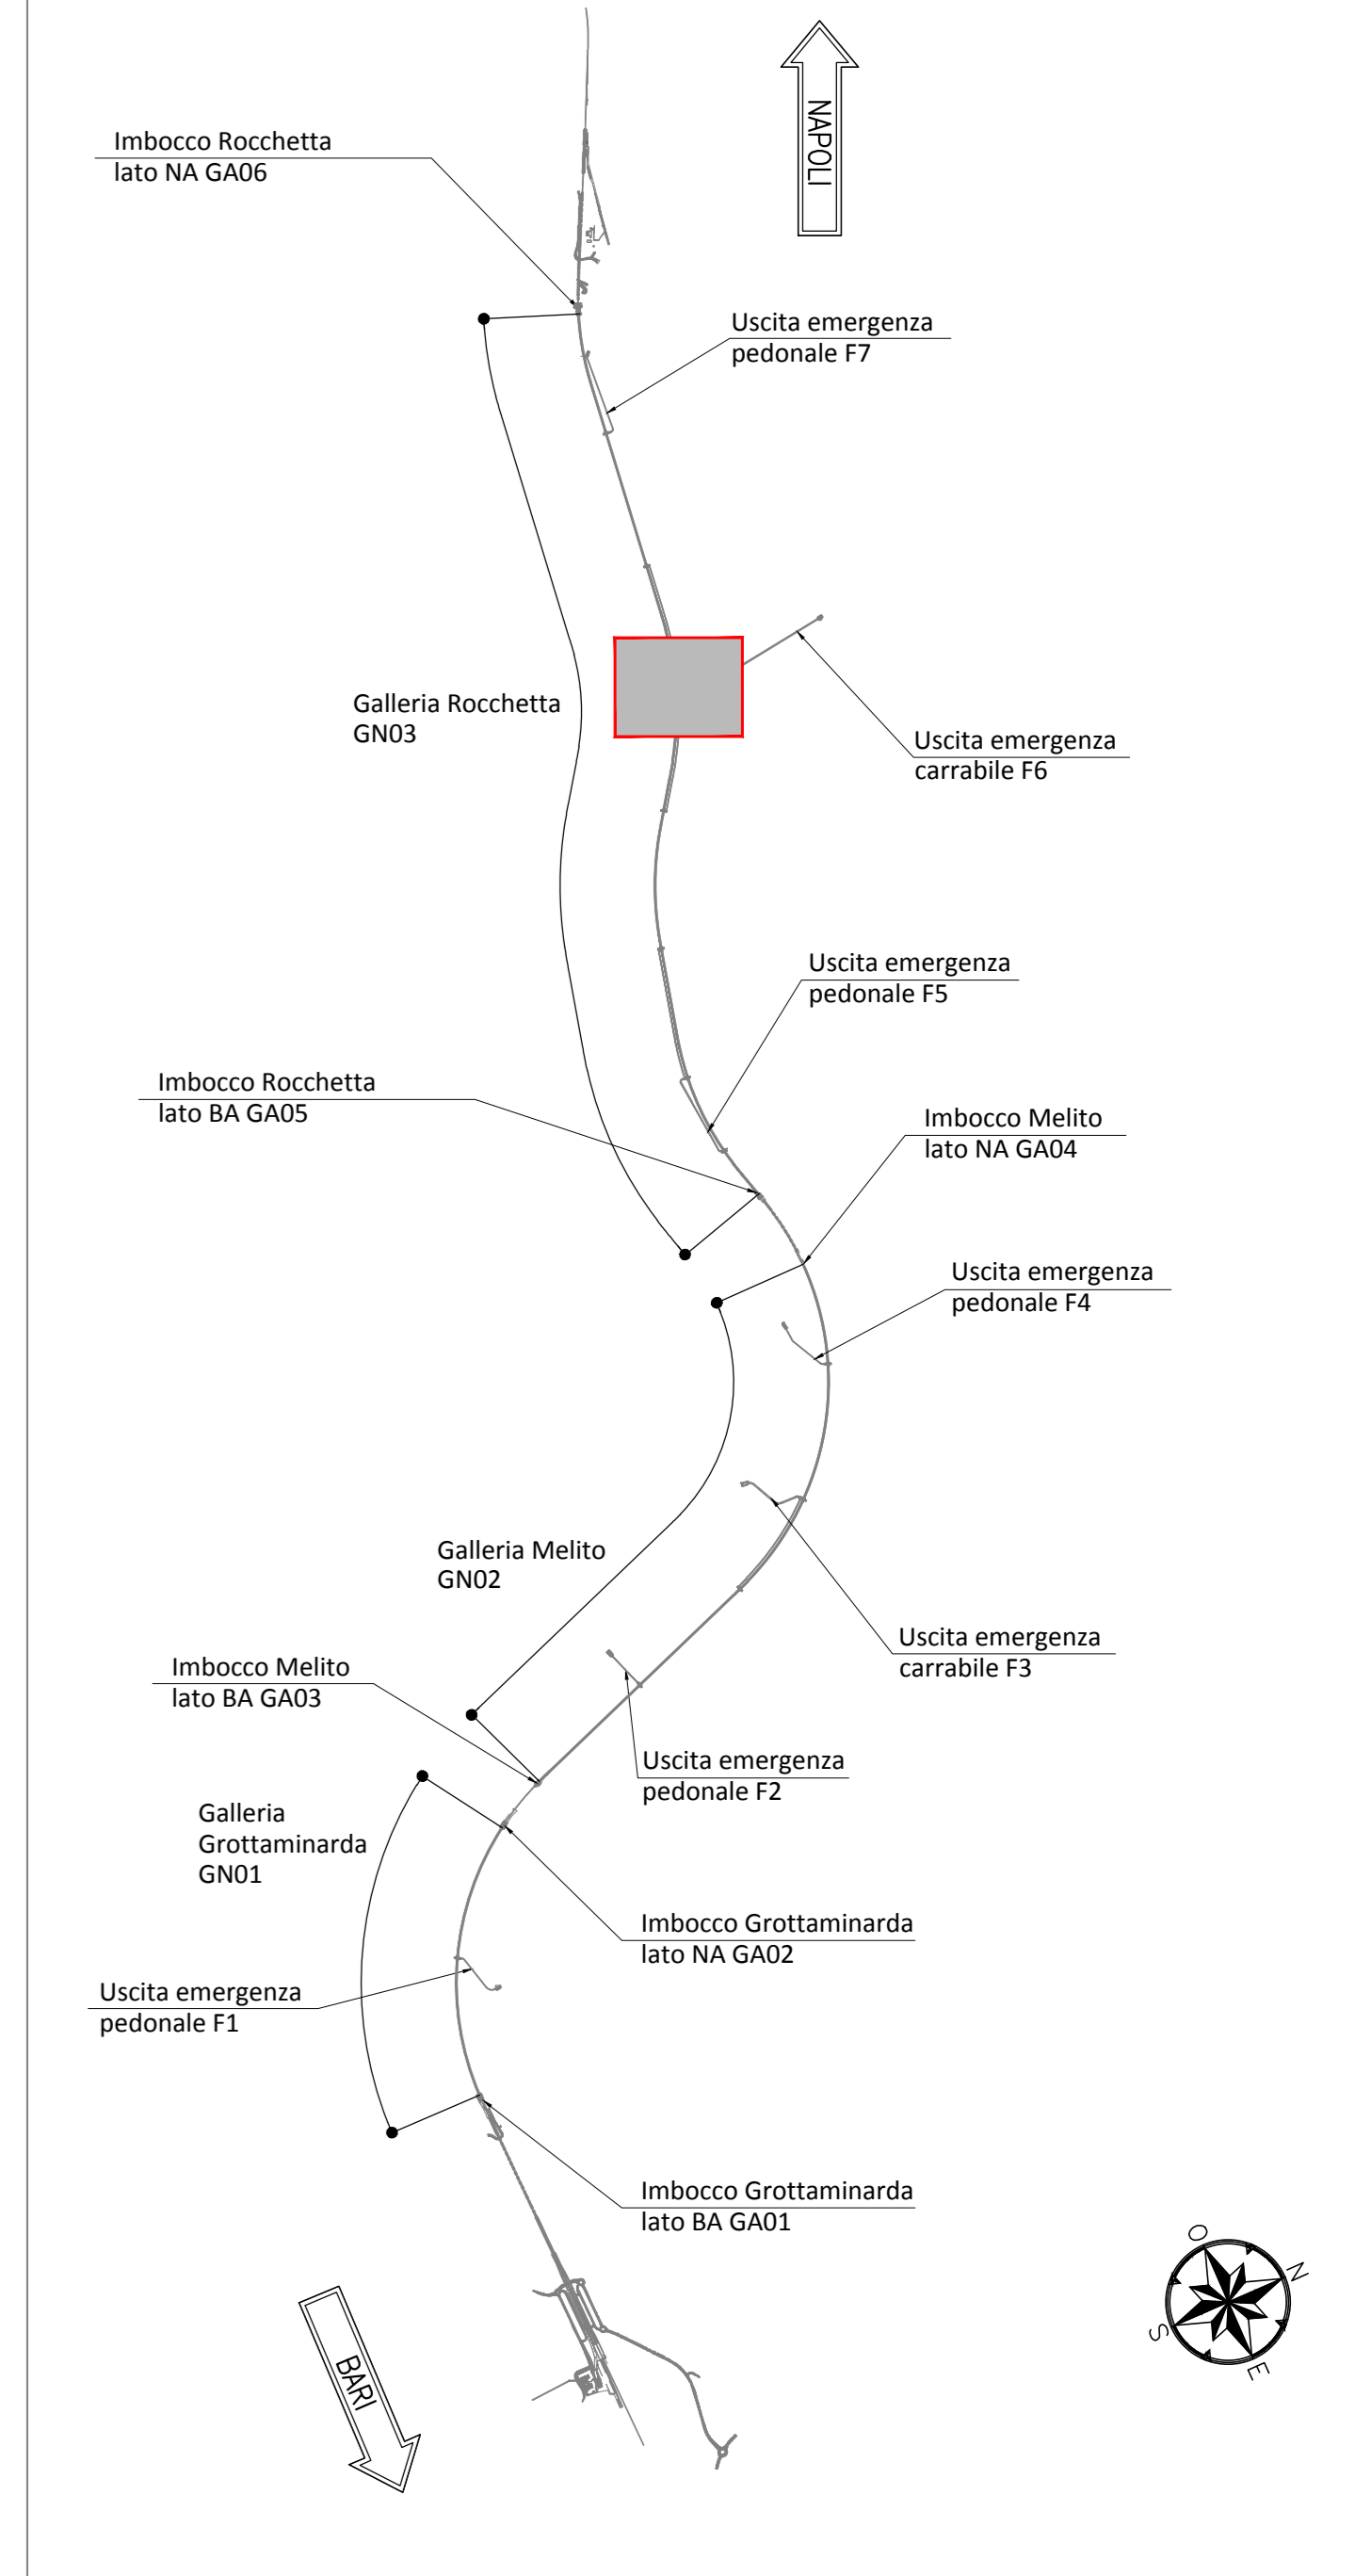 NAPOLI
Imbocco Rocchetta
lato NA GA06
Uscita emergenza
pedonale F7
Galleria Rocchetta
GN03
Uscita emergenza
carrabile F6
Uscita emergenza
pedonale F5
Imbocco Rocchetta
lato BA GA05
Imbocco Melito
lato NA GA04
Uscita emergenza
pedonale F4
Galleria Melito
GN02
Uscita emergenza
carrabile F3
Imbocco Melito
lato BA GA03
Uscita emergenza
pedonale F2
Galleria
Grottaminarda
GN01
Imbocco Grottaminarda
lato NA GA02
Uscita emergenza
pedonale F1
Imbocco Grottaminarda
lato BA GA01
BARI
O
N
S
E